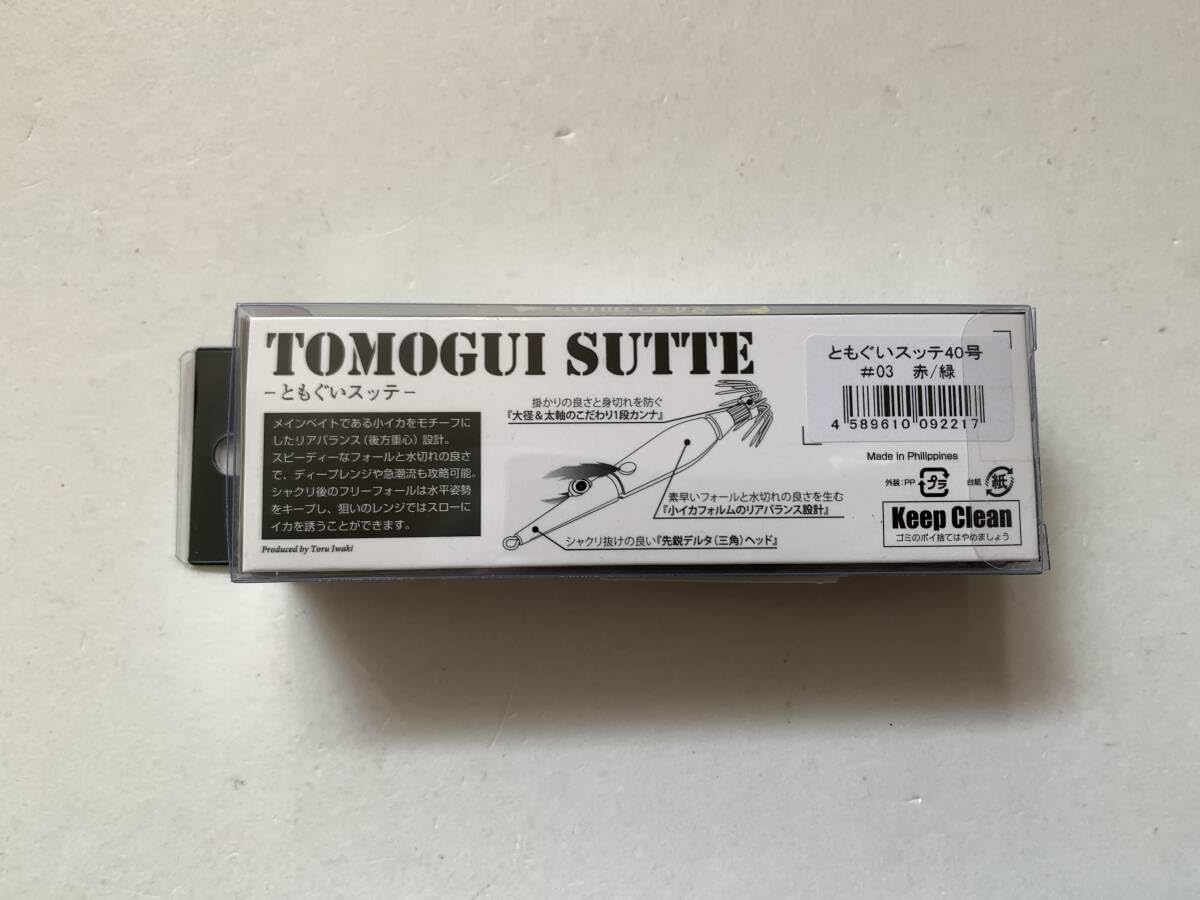 TOMOGUI SUTTE
－ともぐいスッテ－
メインベイトである小イカをモチーフに
したリアバランス（後方重心）設計。
スピーディーなフォールと水切れの良さ
で、ディープレンジや急潮流も攻略可能。
シャクリ後のフリーフォールは水平姿勢
をキープし、狙いのレンジではスローに
イカを誘うことができます。
Produced by Toru Iwaki
掛かりの良さと身切れを防ぐ
『大径＆太軸のこだわり1段カンナ』
素早いフォールと水切れの良さを生む
『小イカフォルムのリアバランス設計』
シャクリ抜けの良い『先鋭デルタ（三角）ヘッド』
ともぐいスッテ40号
#03 赤/緑
4 589610 092217
Made in Philippines
外装:PP プラ 台紙 紙
Keep Clean
ゴミのポイ捨てはやめましょう